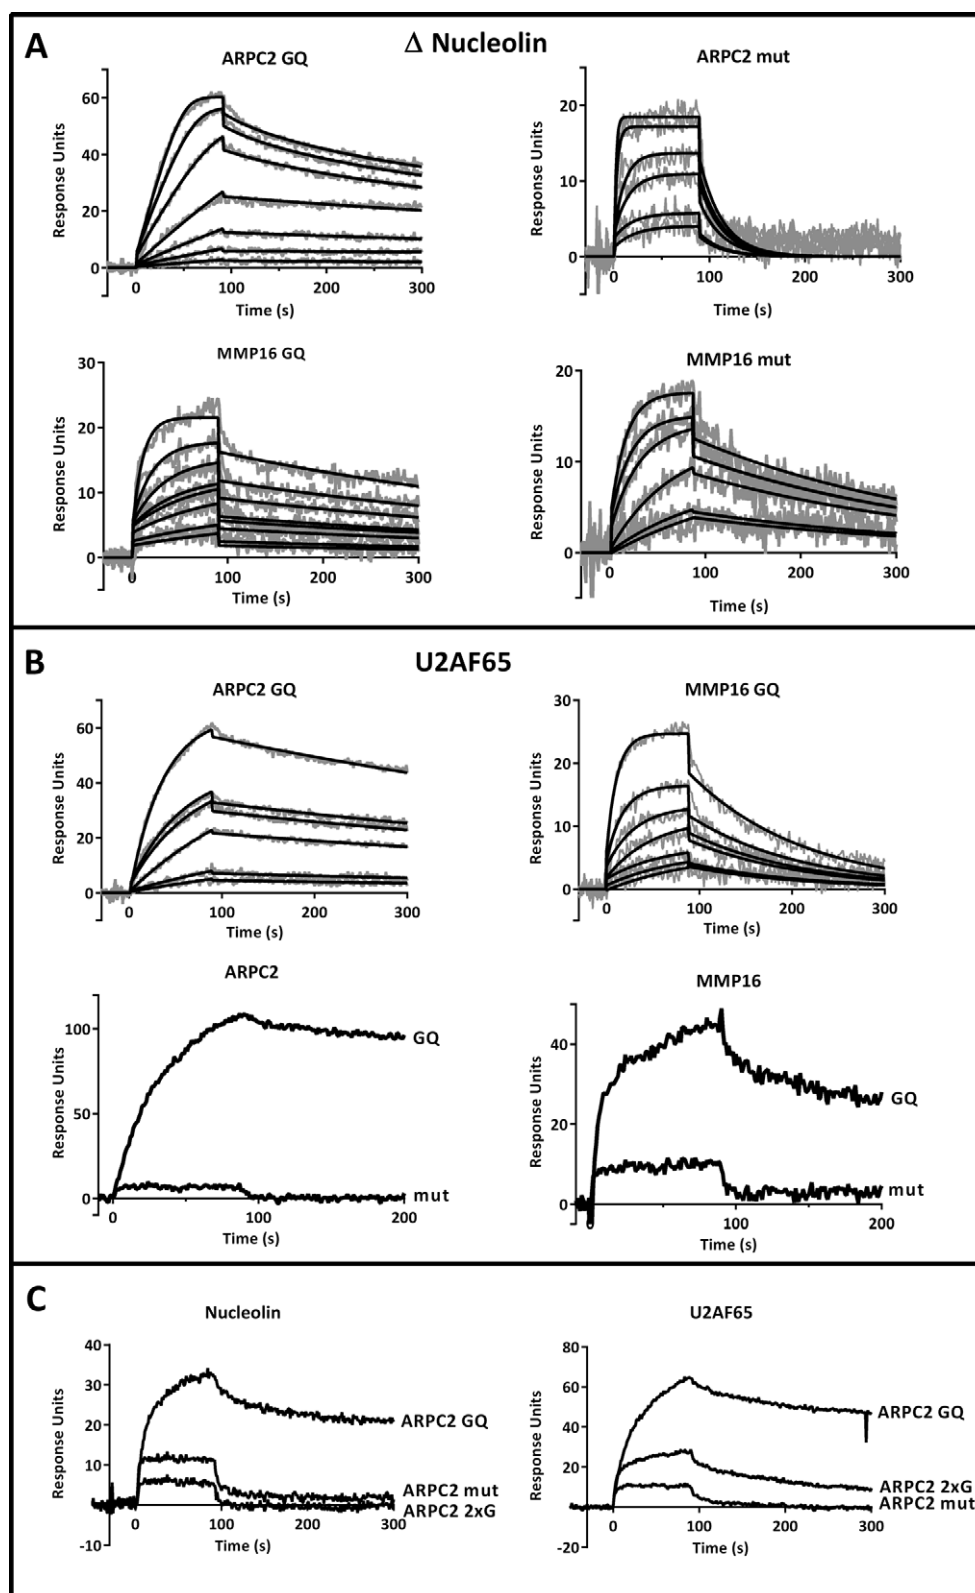 A
Δ Nucleolin
ARPC2 GQ
Response Units
60
40
20
0
0
100
200
300
Time (s)
ARPC2 mut
Response Units
20
10
0
0
100
200
300
Time (s)
MMP16 GQ
Response Units
30
20
10
0
0
100
200
300
Time (s)
MMP16 mut
Response Units
20
10
0
0
100
200
300
Time (s)
B
U2AF65
ARPC2 GQ
Response Units
60
40
20
0
0
100
200
300
Time (s)
MMP16 GQ
Response Units
30
20
10
0
0
100
200
300
Time (s)
ARPC2
Response Units
100
50
0
0
100
200
GQ
mut
Time (s)
MMP16
Response Units
40
20
0
0
100
200
GQ
mut
Time (s)
C
Nucleolin
Response Units
40
30
20
10
0
-10
0
100
200
300
ARPC2 GQ
ARPC2 mut
ARPC2 2xG
Time (s)
U2AF65
Response Units
80
60
40
20
0
-20
0
100
200
300
ARPC2 GQ
ARPC2 2xG
ARPC2 mut
Time (s)